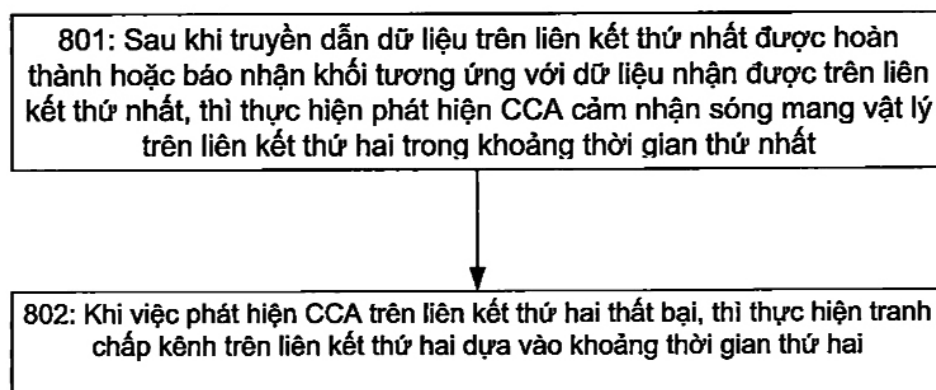 801: Sau khi truyền dẫn dữ liệu trên liên kết thứ nhất được hoàn
thành hoặc báo nhận khối tương ứng với dữ liệu nhận được trên liên
kết thứ nhất, thì thực hiện phát hiện CCA cảm nhận sóng mang vật lý
trên liên kết thứ hai trong khoảng thời gian thứ nhất
802: Khi việc phát hiện CCA trên liên kết thứ hai thất bại, thì thực hiện tranh
chấp kênh trên liên kết thứ hai dựa vào khoảng thời gian thứ hai